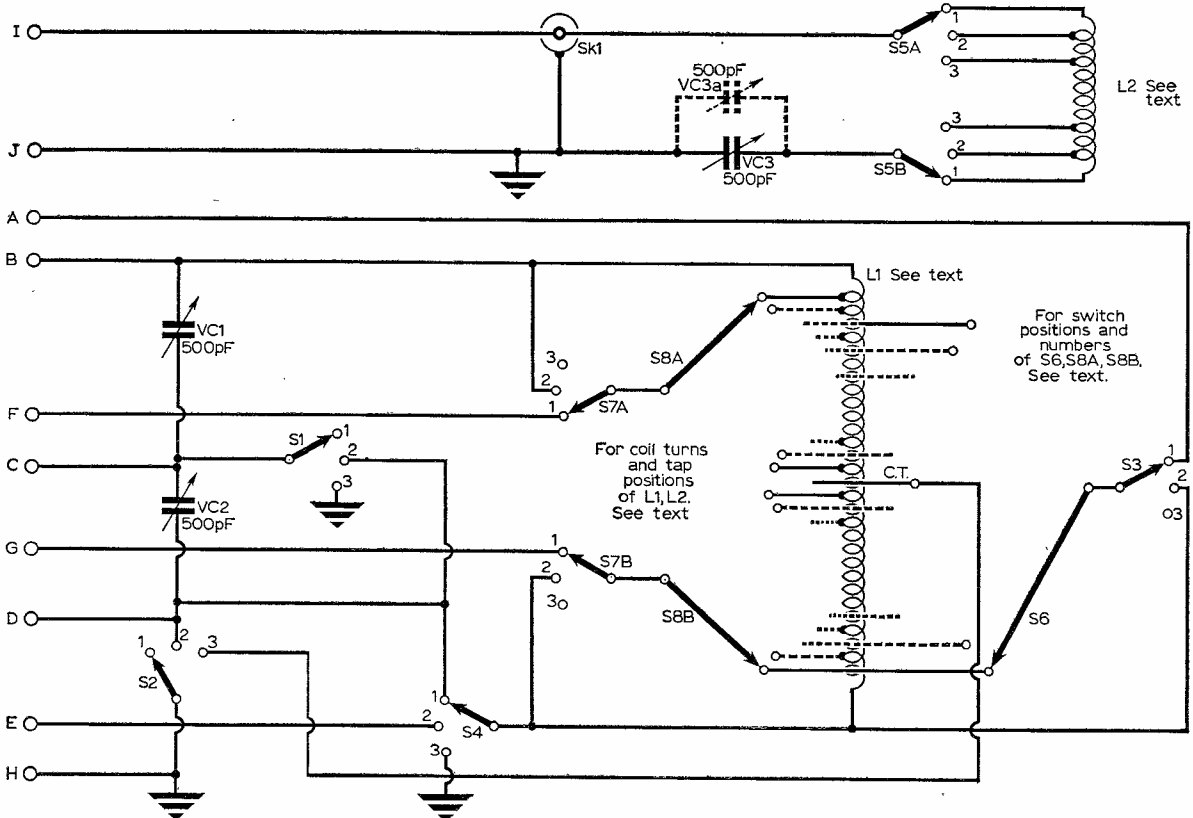 I
Sk1
S5A
1
2
3
500pF
VC3a
L2 See
text
J
VC3
500pF
S5B
3
2
1
A
B
L1 See text
VC1
500pF
For switch
positions and
numbers
of S6,S8A,S8B.
See text.
S8A
3
2
1
S7A
F
S1
1
2
3
C
For coil turns
and tap
positions
of L1,L2.
See text
C.T.
S3
1
2
3
VC2
500pF
G
1
2
3
S7B
S8B
S6
D
1
2
3
S2
E
1
2
3
S4
H